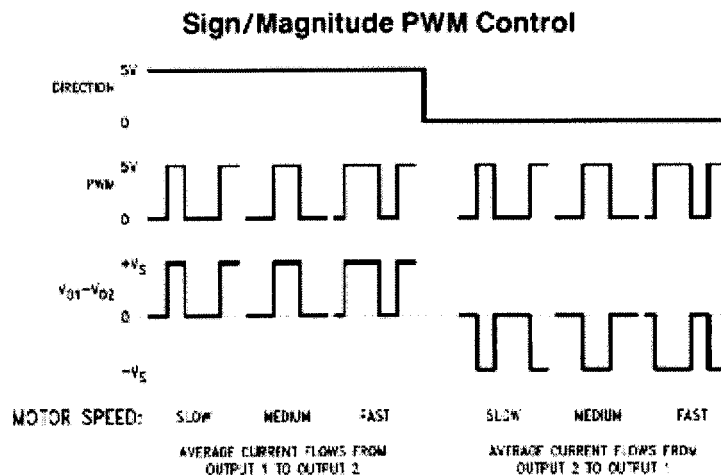 Sign/Magnitude PWM Control
5V
DIRECTION
0
5V
PWM
0
+VS
VO1-VO2
0
-VS
MOTOR SPEED: SLOW MEDIUM FAST SLOW MEDIUM FAST
AVERAGE CURRENT FLOWS FROM
OUTPUT 1 TO OUTPUT 2
AVERAGE CURRENT FLOWS FROM
OUTPUT 2 TO OUTPUT 1